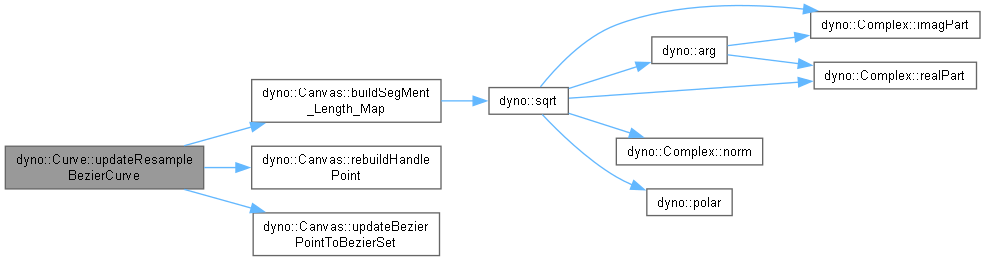 dyno::Curve::updateResample
BezierCurve
dyno::Canvas::buildSegMent
_Length_Map
dyno::Canvas::rebuildHandle
Point
dyno::Canvas::updateBezier
PointToBezierSet
dyno::sqrt
dyno::arg
dyno::Complex::imagPart
dyno::Complex::realPart
dyno::Complex::norm
dyno::polar